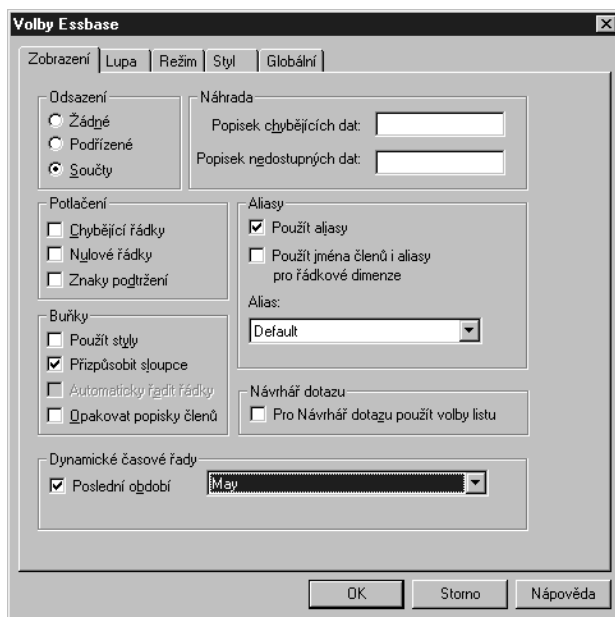 Volby Essbase
Zobrazení
Lupa
Režim
Styl
Globální
Odsazení
Žádné
Podřízené
Součty
Náhrada
Popisek chybějících dat:
Popisek nedostupných dat:
Potlačení
Chybějící řádky
Nulové řádky
Znaky podtržení
Aliasy
Použít aliasy
Použít jména členů i aliasy
pro řádkové dimenze
Alias:
Default
Buňky
Použít styly
Přizpůsobit sloupce
Automaticky řadit řádky
Opakovat popisky členů
Návrhář dotazu
Pro Návrhář dotazu použít volby listu
Dynamické časové řady
Poslední období
May
OK
Storno
Nápověda